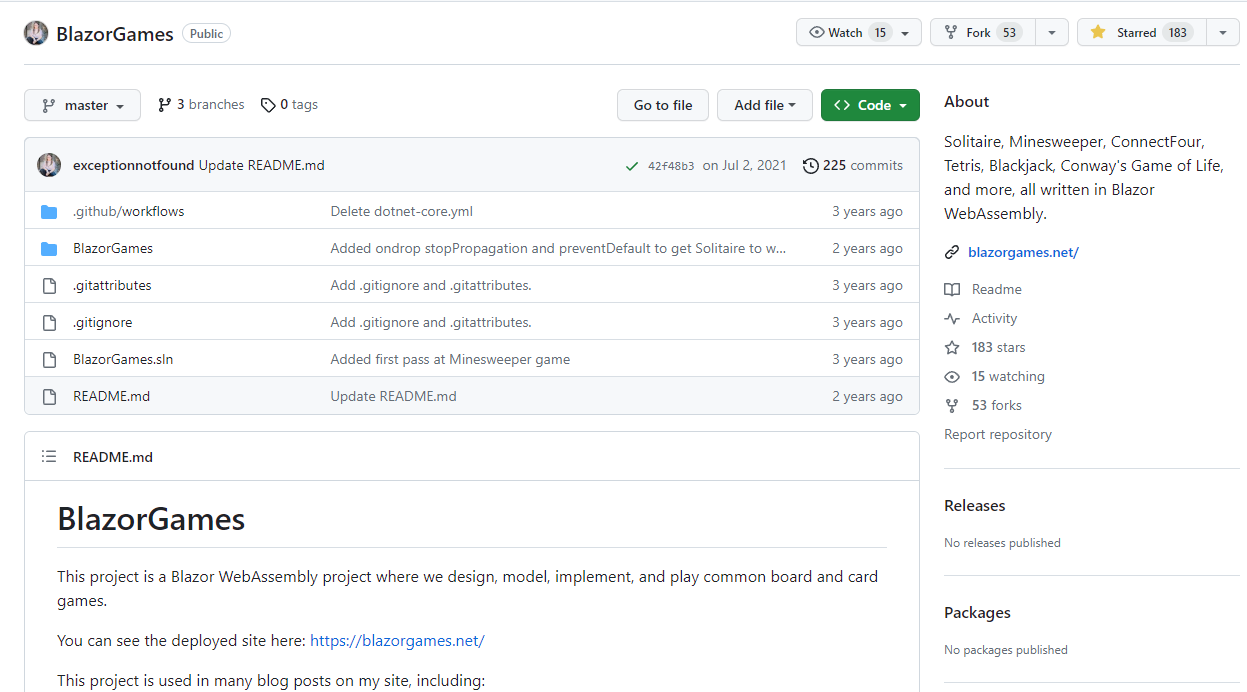 BlazorGames Public Watch 15 Fork 53 Starred 183
master 3 branches 0 tags Go to file Add file Code
exceptionnotfound Update README.md 42f48b3 on Jul 2, 2021 225 commits
.github/workflows Delete dotnet-core.yml 3 years ago
BlazorGames Added ondrop stopPropagation and preventDefault to get Solitaire to w... 2 years ago
.gitattributes Add .gitignore and .gitattributes. 3 years ago
.gitignore Add .gitignore and .gitattributes. 3 years ago
BlazorGames.sln Added first pass at Minesweeper game 3 years ago
README.md Update README.md 2 years ago
README.md
BlazorGames
This project is a Blazor WebAssembly project where we design, model, implement, and play common board and card
games.
You can see the deployed site here: https://blazorgames.net/
This project is used in many blog posts on my site, including:
About
Solitaire, Minesweeper, ConnectFour,
Tetris, Blackjack, Conway's Game of Life,
and more, all written in Blazor
WebAssembly.
blazorgames.net/
Readme
Activity
183 stars
15 watching
53 forks
Report repository
Releases
No releases published
Packages
No packages published